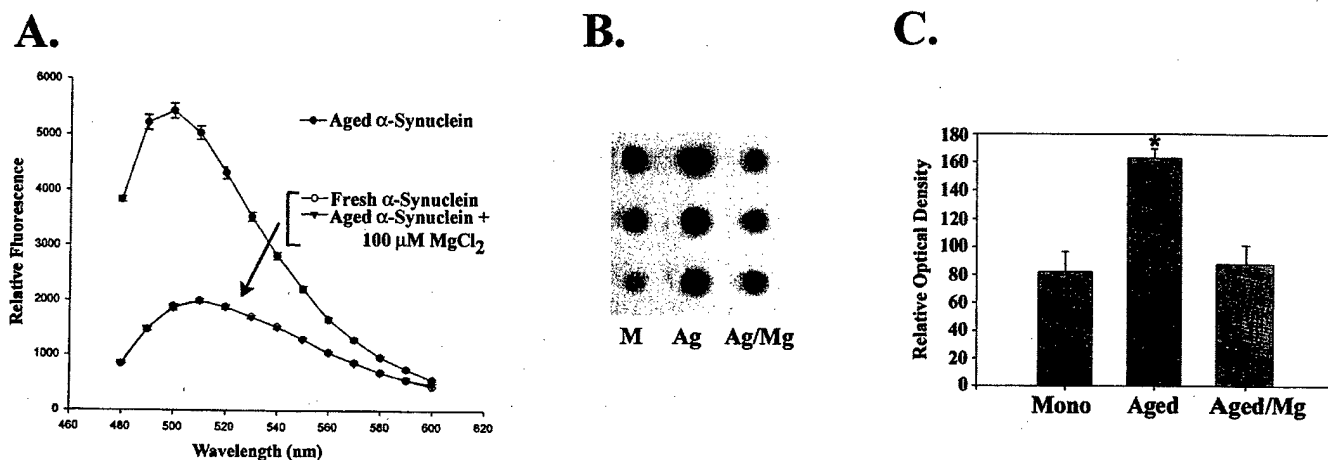 A.
B.
C.
6000
5000
4000
3000
2000
1000
0
Relative Fluorescence
460 480 500 520 540 560 580 600 620
Wavelength (nm)
Aged α-Synuclein
Fresh α-Synuclein
Aged α-Synuclein +
100 μM MgCl2
M Ag Ag/Mg
180
160
140
120
100
80
60
40
20
0
Relative Optical Density
*
Mono Aged Aged/Mg